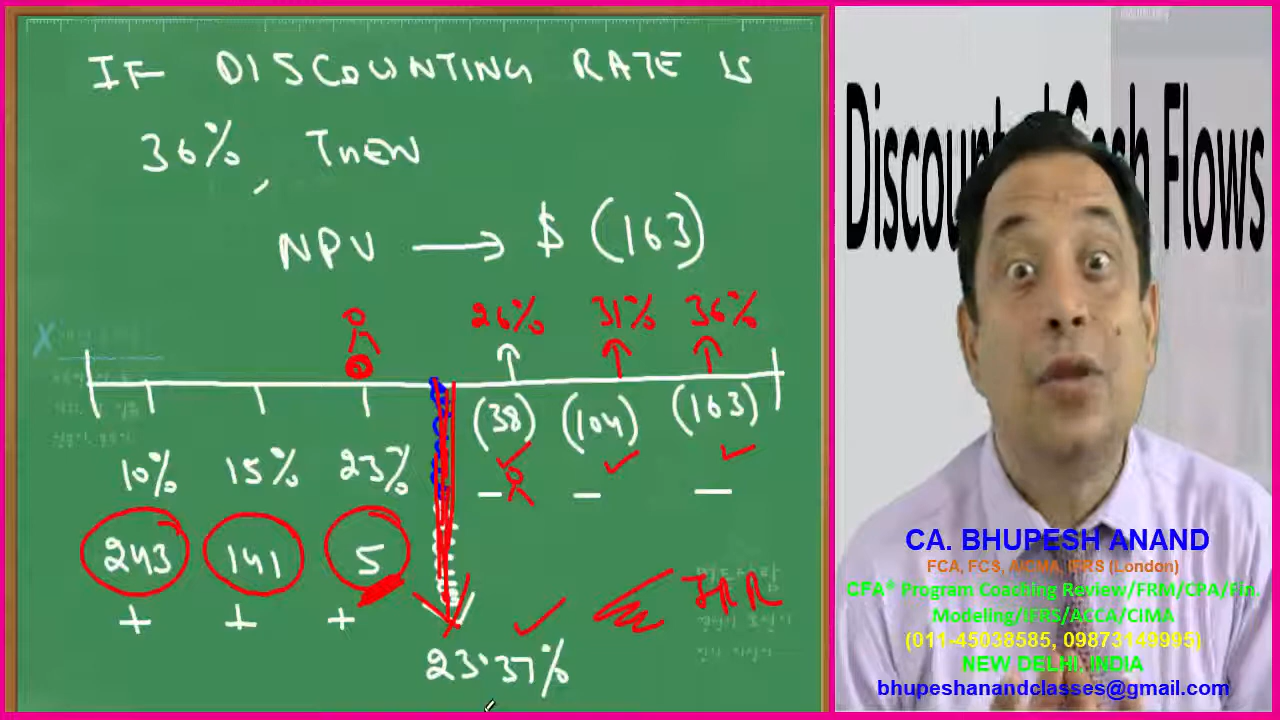 IF DISCOUNTING RATE IS
36%, THEN
NPV → $ (163)
26% 31% 36%
(38) (104) (163)
10% 15% 23% – – –
243 141 5
+ + +
IRR
23.37%
Discounted Cash Flows
CA. BHUPESH ANAND
FCA, FCS, AICMA, IFRS (London)
CFA® Program Coaching Review/FRM/CPA/Fin.
Modeling/IFRS/ACCA/CIMA
(011-45038585, 09873149995)
NEW DELHI, INDIA
bhupeshanandclasses@gmail.com